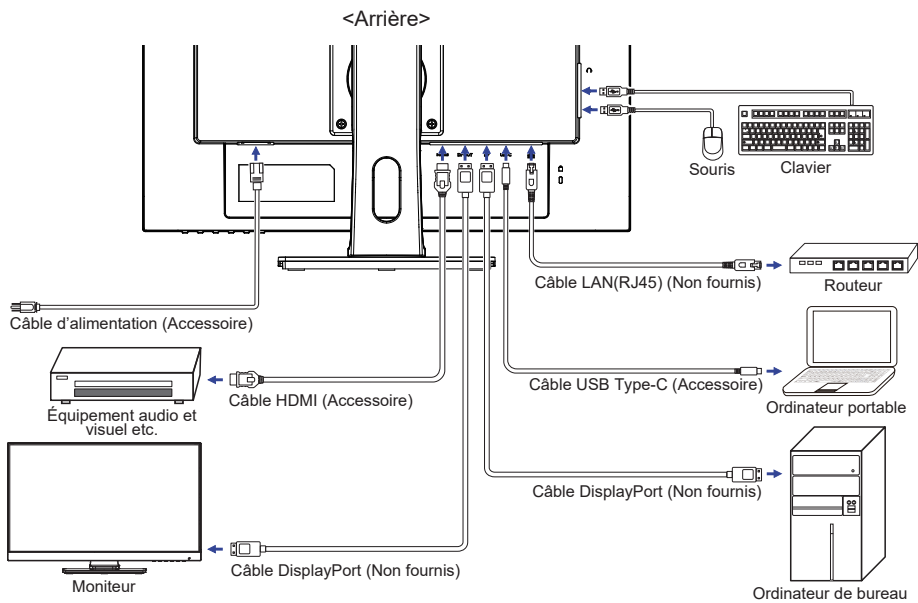 <Arrière>
Souris
Clavier
Câble LAN(RJ45) (Non fournis)
Routeur
Câble d'alimentation (Accessoire)
Câble USB Type-C (Accessoire)
Câble HDMI (Accessoire)
Équipement audio et
visuel etc.
Ordinateur portable
Câble DisplayPort (Non fournis)
Câble DisplayPort (Non fournis)
Moniteur
Ordinateur de bureau